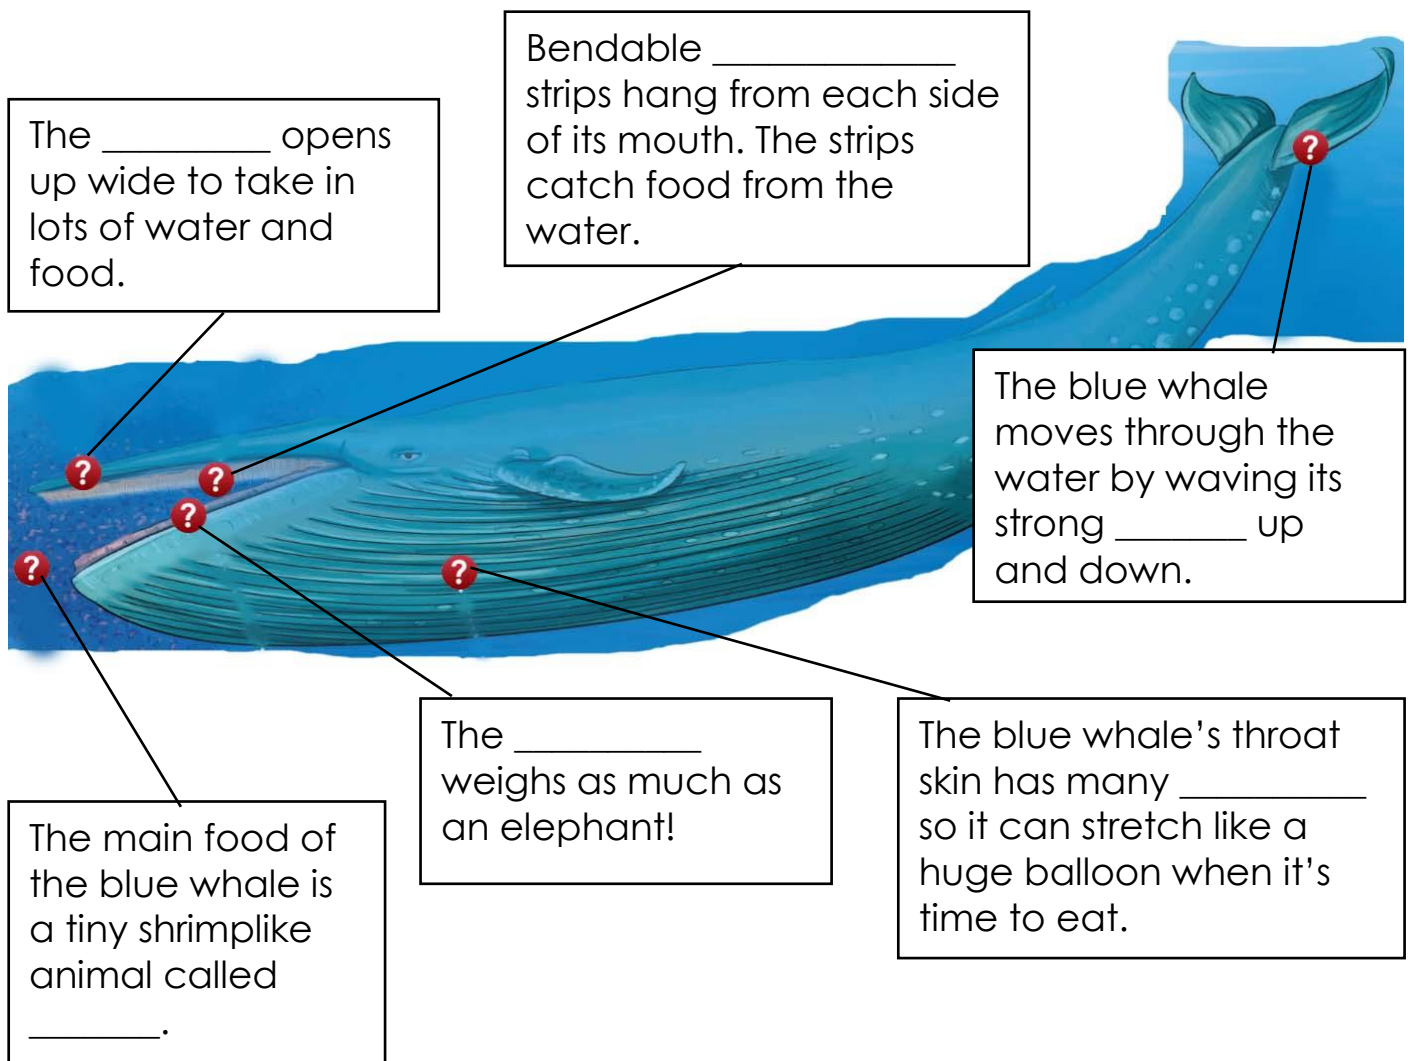 Bendable _____________
strips hang from each side
of its mouth. The strips
catch food from the
water.
The _________ opens
up wide to take in
lots of water and
food.
?
The blue whale
moves through the
water by waving its
strong _______ up
and down.
?
?
?
?
?
The __________
weighs as much as
an elephant!
The blue whale’s throat
skin has many __________
so it can stretch like a
huge balloon when it’s
time to eat.
The main food of
the blue whale is
a tiny shrimplike
animal called
_______.